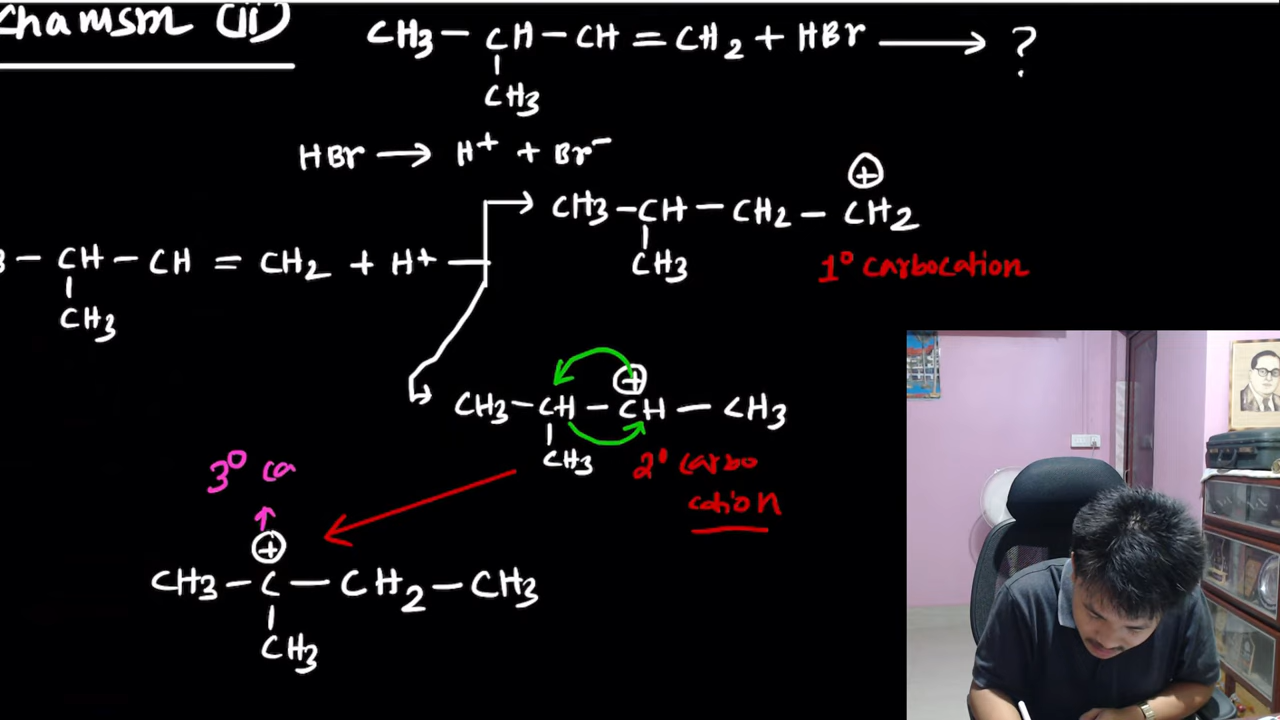 chamsm (ii)
CH3 – CH – CH = CH2 + HBr ⟶ ?
|
CH3
HBr ⟶ H+ + Br−
⊕
CH3 – CH – CH2 – CH2
|
CH3
1° carbocation
3 – CH – CH = CH2 + H+
|
CH3
⊕
CH3 – CH – CH – CH3
|
CH3
2° carbo
cation
3° ca
⊕
CH3 – C – CH2 – CH3
|
CH3